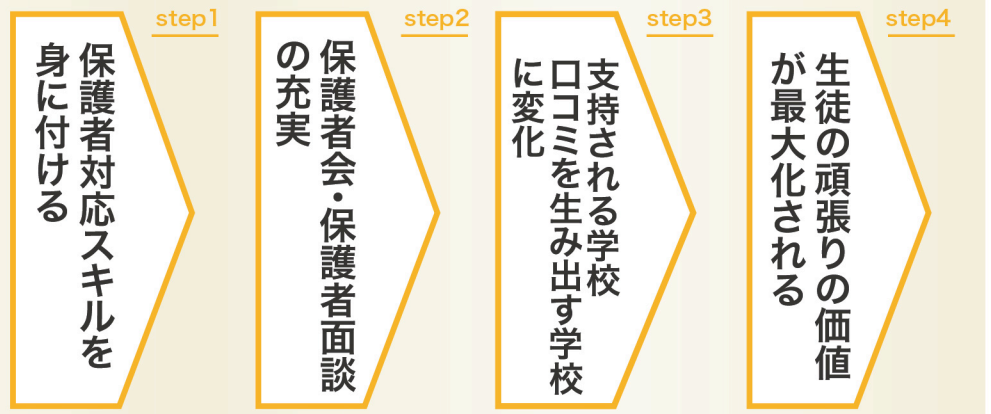 step1
保護者対応スキルを
身に付ける
step2
保護者会・保護者面談
の充実
step3
支持される学校
口コミを生み出す学校
に変化
step4
生徒の頑張りの価値
が最大化される